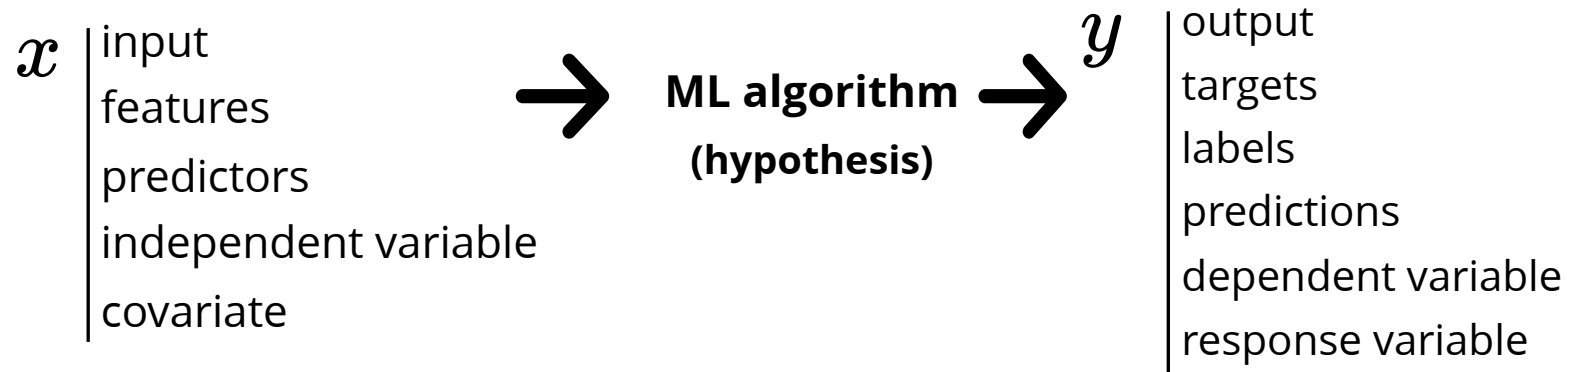 x
input
features
predictors
independent variable
covariate
ML algorithm
(hypothesis)
y
output
targets
labels
predictions
dependent variable
response variable